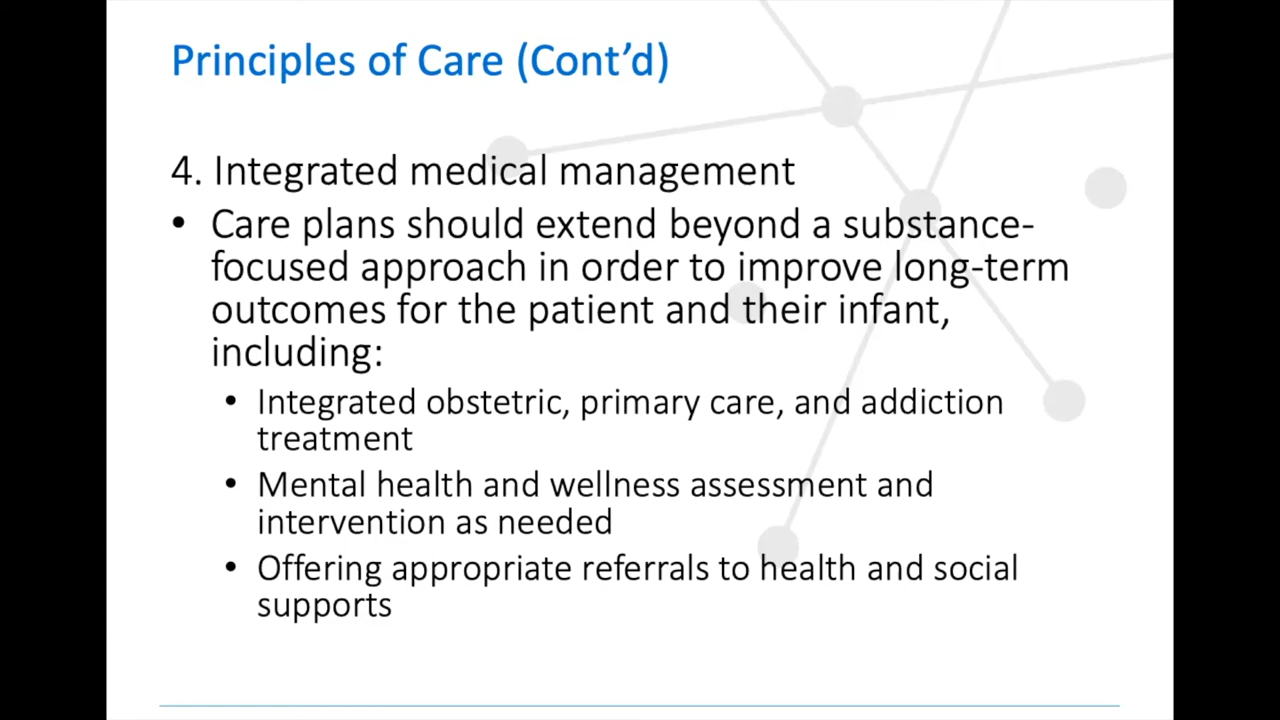 Principles of Care (Cont’d)
4. Integrated medical management
• Care plans should extend beyond a substance-
focused approach in order to improve long-term
outcomes for the patient and their infant,
including:
• Integrated obstetric, primary care, and addiction
treatment
• Mental health and wellness assessment and
intervention as needed
• Offering appropriate referrals to health and social
supports